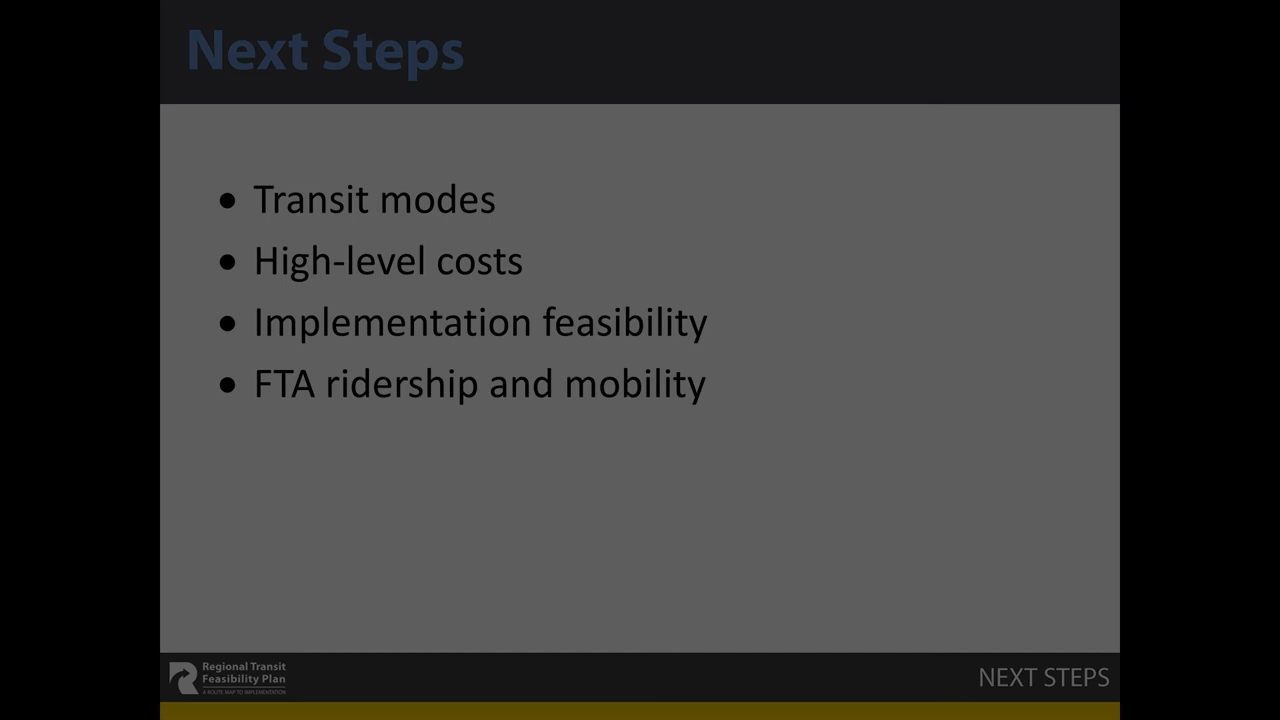 Next Steps
• Transit modes
• High-level costs
• Implementation feasibility
• FTA ridership and mobility
Regional Transit
Feasibility Plan
A ROUTE MAP TO IMPLEMENTATION
NEXT STEPS